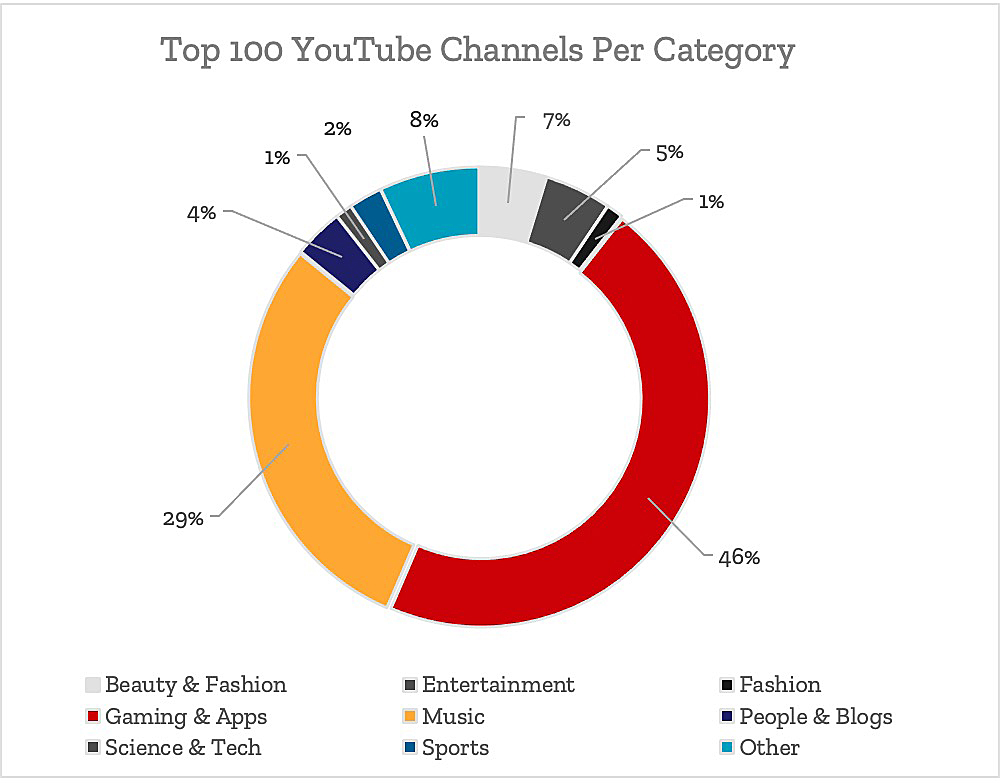 Top 100 YouTube Channels Per Category
2%
8%
7%
1%
5%
4%
1%
29%
46%
Beauty & Fashion
Entertainment
Fashion
Gaming & Apps
Music
People & Blogs
Science & Tech
Sports
Other